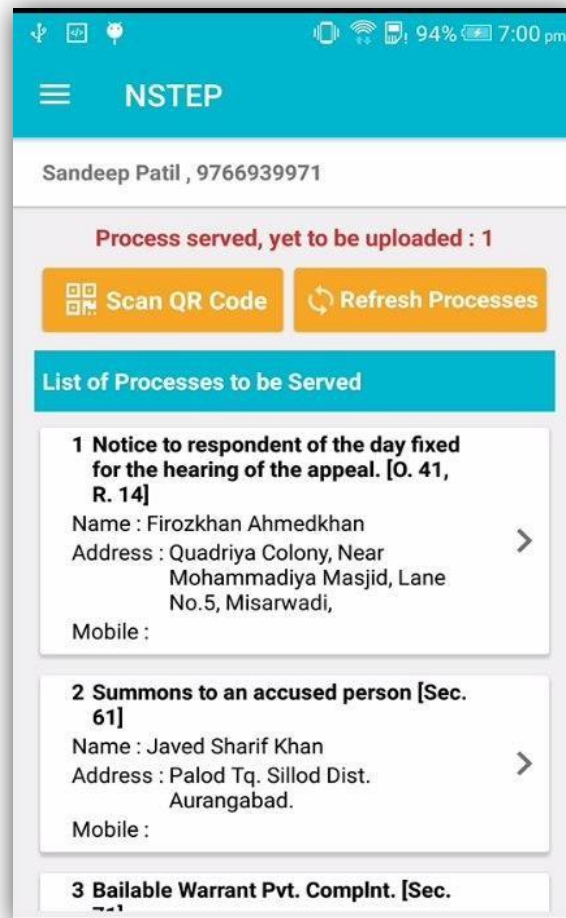 94% 7:00 pm
NSTEP
Sandeep Patil , 9766939971
Process served, yet to be uploaded : 1
Scan QR Code
Refresh Processes
List of Processes to be Served
1 Notice to respondent of the day fixed
for the hearing of the appeal. [O. 41,
R. 14]
Name : Firozkhan Ahmedkhan
Address : Quadriya Colony, Near
Mohammadiya Masjid, Lane
No.5, Misarwadi,
Mobile :
2 Summons to an accused person [Sec.
61]
Name : Javed Sharif Khan
Address : Palod Tq. Sillod Dist.
Aurangabad.
Mobile :
3 Bailable Warrant Pvt. Complnt. [Sec.